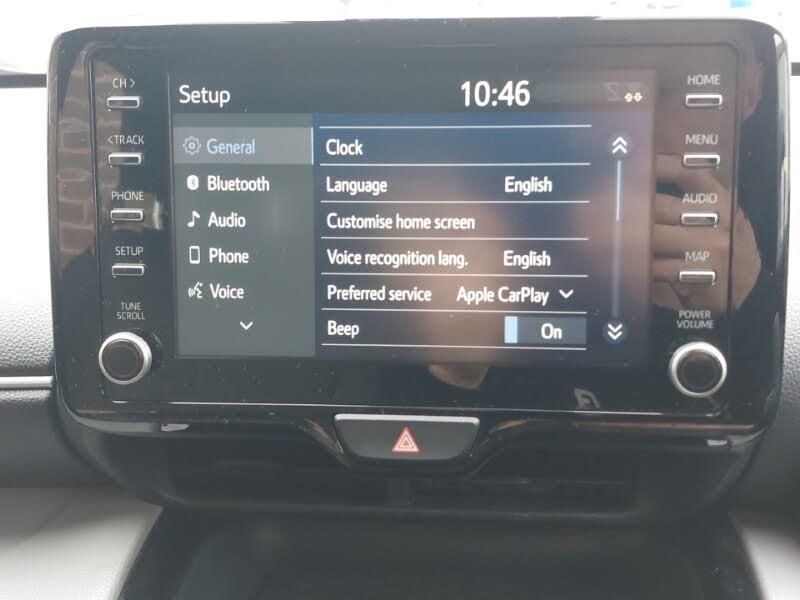 CH >
Setup
10:46
HOME
< TRACK
General
Clock
MENU
Bluetooth
Language
English
PHONE
Audio
Customise home screen
AUDIO
SETUP
Phone
Voice recognition lang.
English
MAP
Voice
Preferred service
Apple CarPlay
TUNE
SCROLL
Beep
On
POWER
VOLUME